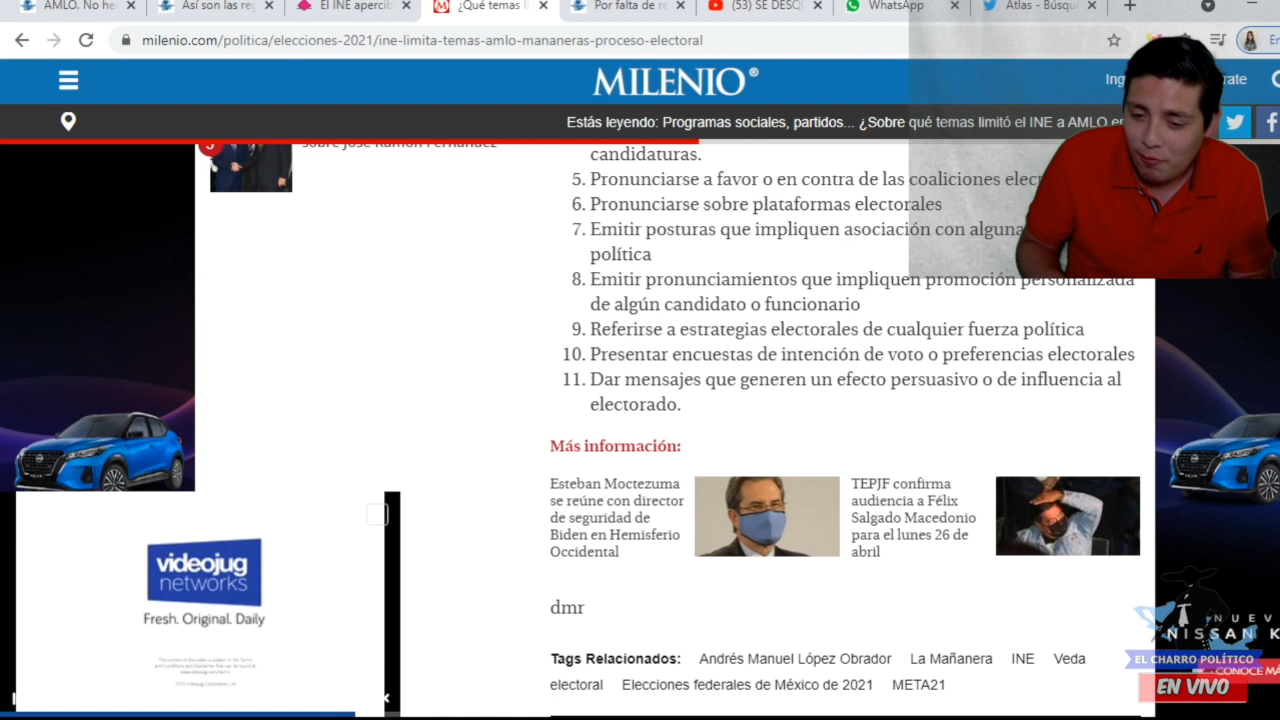 AMLO. No he
Así son las reg
El INE apercib
¿Qué temas l
Por falta de re
(53) SE DESQ
WhatsApp
Atlas - Búsqu
milenio.com/politica/elecciones-2021/ine-limita-temas-amlo-mananeras-proceso-electoral
MILENIO®
Estás leyendo: Programas sociales, partidos... ¿Sobre qué temas limitó el INE a AMLO
candidaturas.
5. Pronunciarse a favor o en contra de las coaliciones elec
6. Pronunciarse sobre plataformas electorales
7. Emitir posturas que impliquen asociación con alguna
política
8. Emitir pronunciamientos que impliquen promoción personalizada
de algún candidato o funcionario
9. Referirse a estrategias electorales de cualquier fuerza política
10. Presentar encuestas de intención de voto o preferencias electorales
11. Dar mensajes que generen un efecto persuasivo o de influencia al
electorado.
Más información:
Esteban Moctezuma
se reúne con director
de seguridad de
Biden en Hemisferio
Occidental
TEPJF confirma
audiencia a Félix
Salgado Macedonio
para el lunes 26 de
abril
videojug
networks
Fresh. Original. Daily
dmr
NUEV
NISSAN K
EL CHARRO POLÍTICO
CONOCE MÁ
EN VIVO
Tags Relacionados: Andrés Manuel López Obrador La Mañanera INE Veda
electoral Elecciones federales de México de 2021 META21